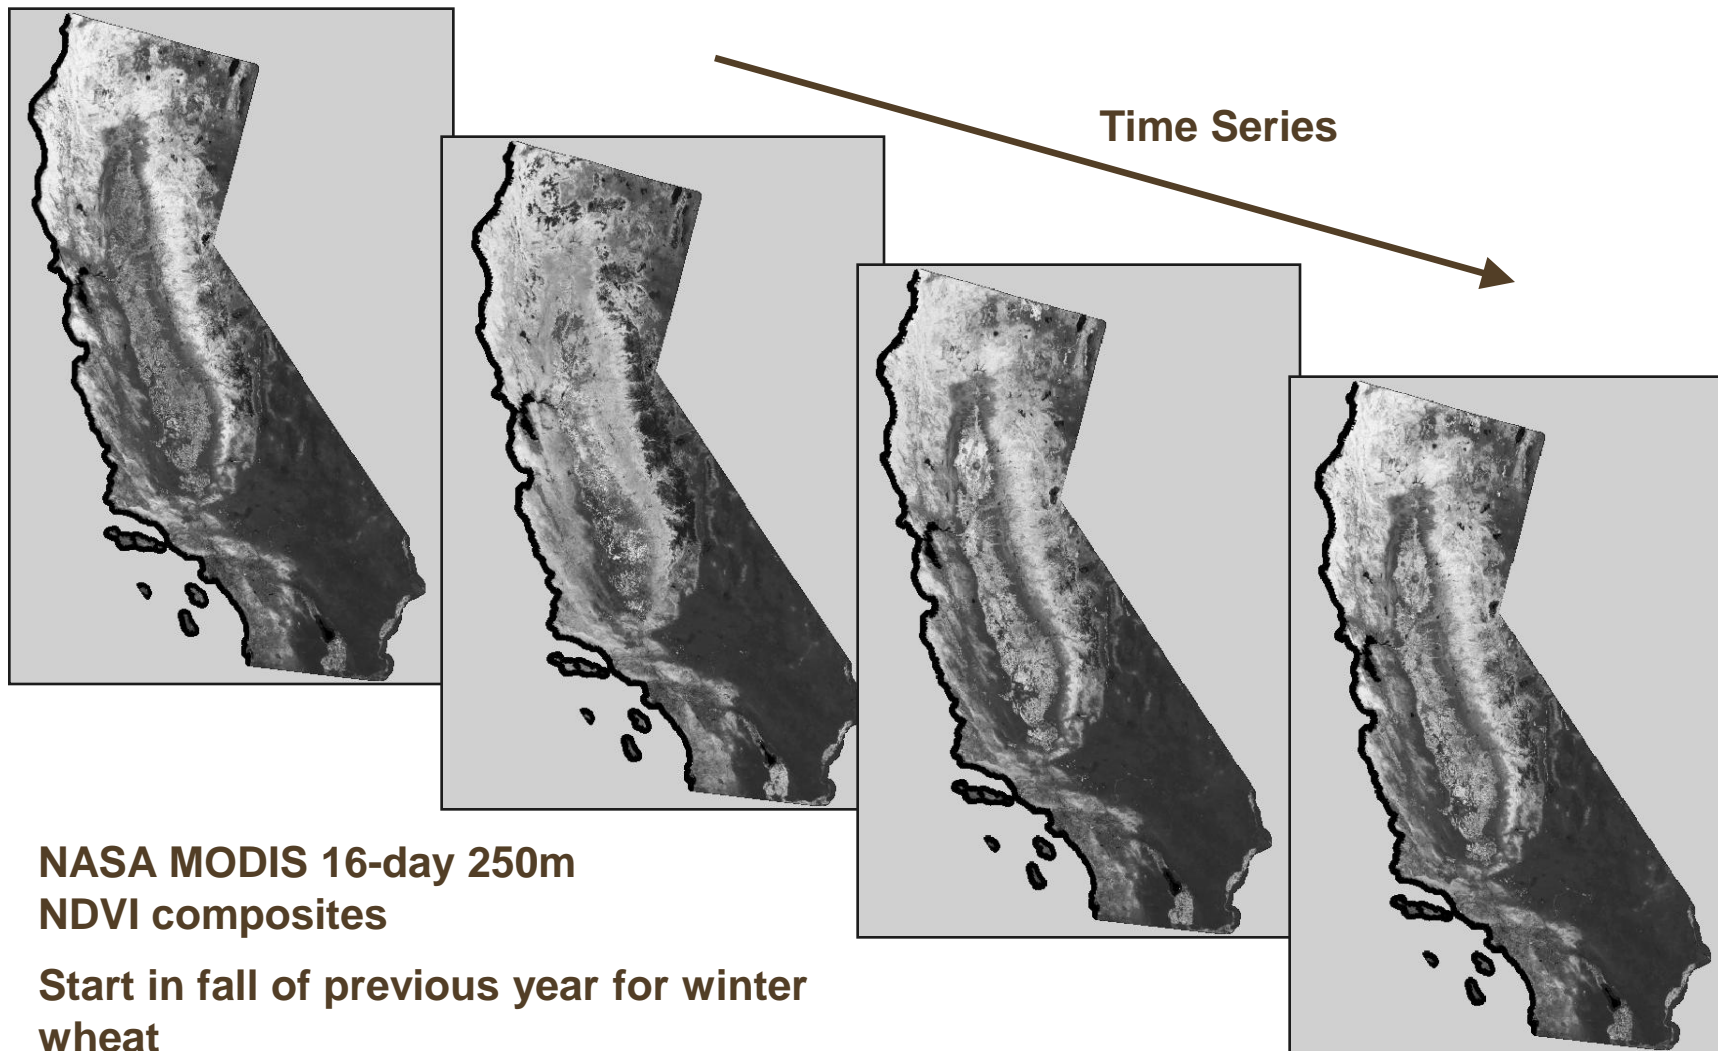 Time Series
NASA MODIS 16-day 250m
NDVI composites
Start in fall of previous year for winter
wheat